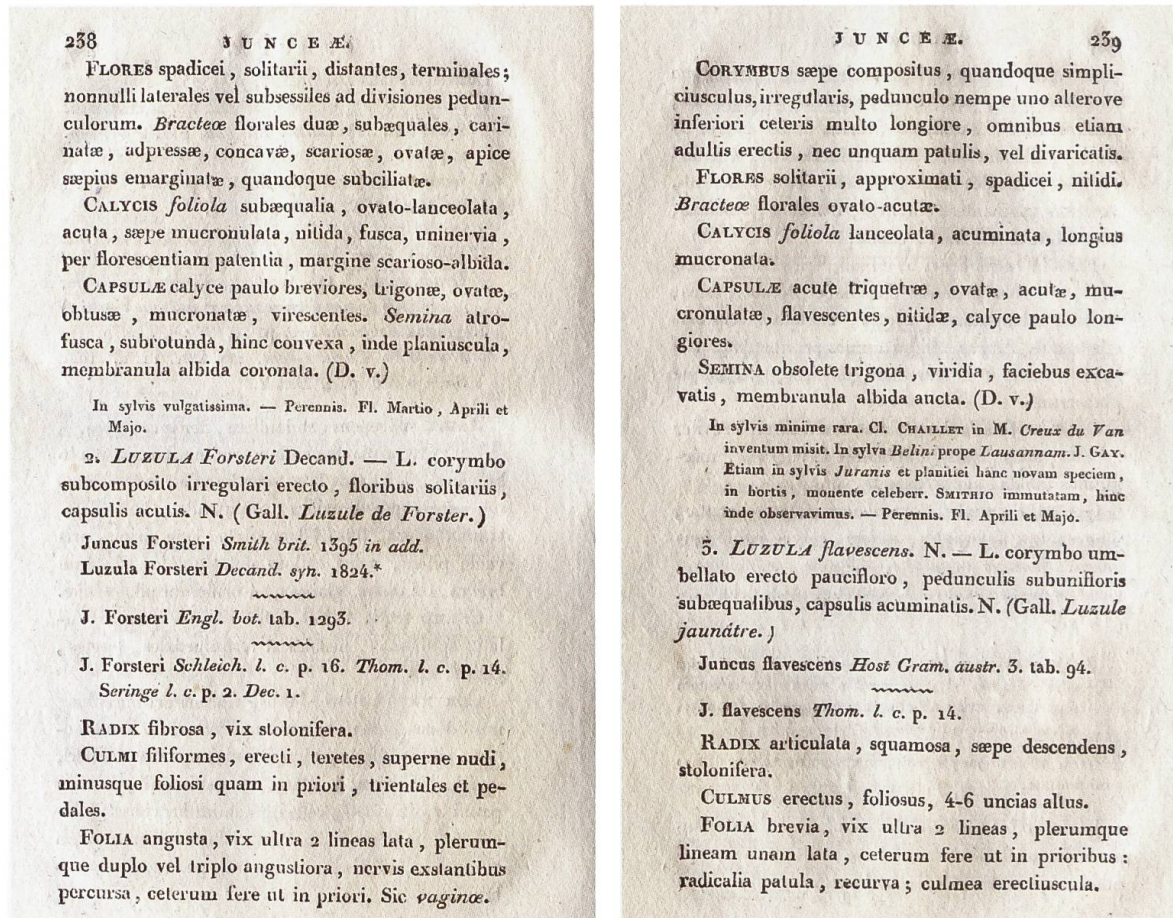 238
JUNCEÆ.
FLORES spadicei, solitarii, distantes, terminales;
nonnulli laterales vel subsessiles ad divisiones pedun-
culorum. Bracteæ florales duæ, subæquales, cari-
natæ, adpressæ, concavæ, scariosæ, ovatæ, apice
sæpius emarginatæ, quandoque subciliatæ.
CALYCIS foliola subæqualia, ovato-lanceolata,
acuta, sæpe mucronulata, nitida, fusca, uninervia,
per florescentiam patentia, margine scarioso-albida.
CAPSULÆ calyce paulo breviores, trigonæ, ovatæ,
obtusæ, mucronatæ, virescentes. Semina atro-
fusca, subrotunda, hinc convexa, inde planiuscula,
membranula albida coronata. (D. v.)
In sylvis vulgatissima. — Perennis. Fl. Martio, Aprili et
Majo.
2. LUZULA Forsteri Decand. — L. corymbo
subcomposito irregulari erecto, floribus solitariis,
capsulis acutis. N. (Gall. Luzule de Forster.)
Juncus Forsteri Smith brit. 1395 in add.
Luzula Forsteri Decand. syn. 1824.*
J. Forsteri Engl. bot. tab. 1293.
J. Forsteri Schleich. l. c. p. 16. Thom. l. c. p. 14.
Seringe l. c. p. 2. Dec. 1.
RADIX fibrosa, vix stolonifera.
CULMI filiformes, erecti, teretes, superne nudi,
minusque foliosi quam in priori, trientales et pe-
dales.
FOLIA angusta, vix ultra 2 lineas lata, plerum-
que duplo vel triplo angustiora, nervis exstantibus
percursa, ceterum fere ut in priori. Sic vaginæ.
JUNCEÆ.
239
CORYMBUS sæpe compositus, quandoque simpli-
ciusculus, irregularis, pedunculo nempe uno alterove
inferiori ceteris multo longiore, omnibus etiam
adultis erectis, nec unquam patulis, vel divaricatis.
FLORES solitarii, approximati, spadicei, nitidi.
Bracteæ florales ovato-acutæ.
CALYCIS foliola lanceolata, acuminata, longius
mucronata.
CAPSULÆ acute triquetræ, ovatæ, acutæ, mu-
cronulatæ, flavescentes, nitidæ, calyce paulo lon-
giores.
SEMINA obsolete trigona, viridia, faciebus exca-
vatis, membranula albida aucta. (D. v.)
In sylvis minime rara. Cl. CHAILLET in M. Creux du Van
inventum misit. In sylva Belini prope Lausannam. J. GAY.
Etiam in sylvis Juranis et planitiei hanc novam speciem,
in hortis, monente celeberr. SMITHIO immutatam, hinc
inde observavimus. — Perennis. Fl. Aprili et Majo.
3. LUZULA flavescens. N. — L. corymbo um-
bellato erecto paucifloro, pedunculis subunifloris
subæqualibus, capsulis acuminatis. N. (Gall. Luzule
jaunâtre.)
Juncus flavescens Host Gram. austr. 3. tab. 94.
J. flavescens Thom. l. c. p. 14.
RADIX articulata, squamosa, sæpe descendens,
stolonifera.
CULMUS erectus, foliosus, 4-6 uncias altus.
FOLIA brevia, vix ultra 2 lineas, plerumque
lineam unam lata, ceterum fere ut in prioribus:
radicalia patula, recurva; culmea erectiuscula.